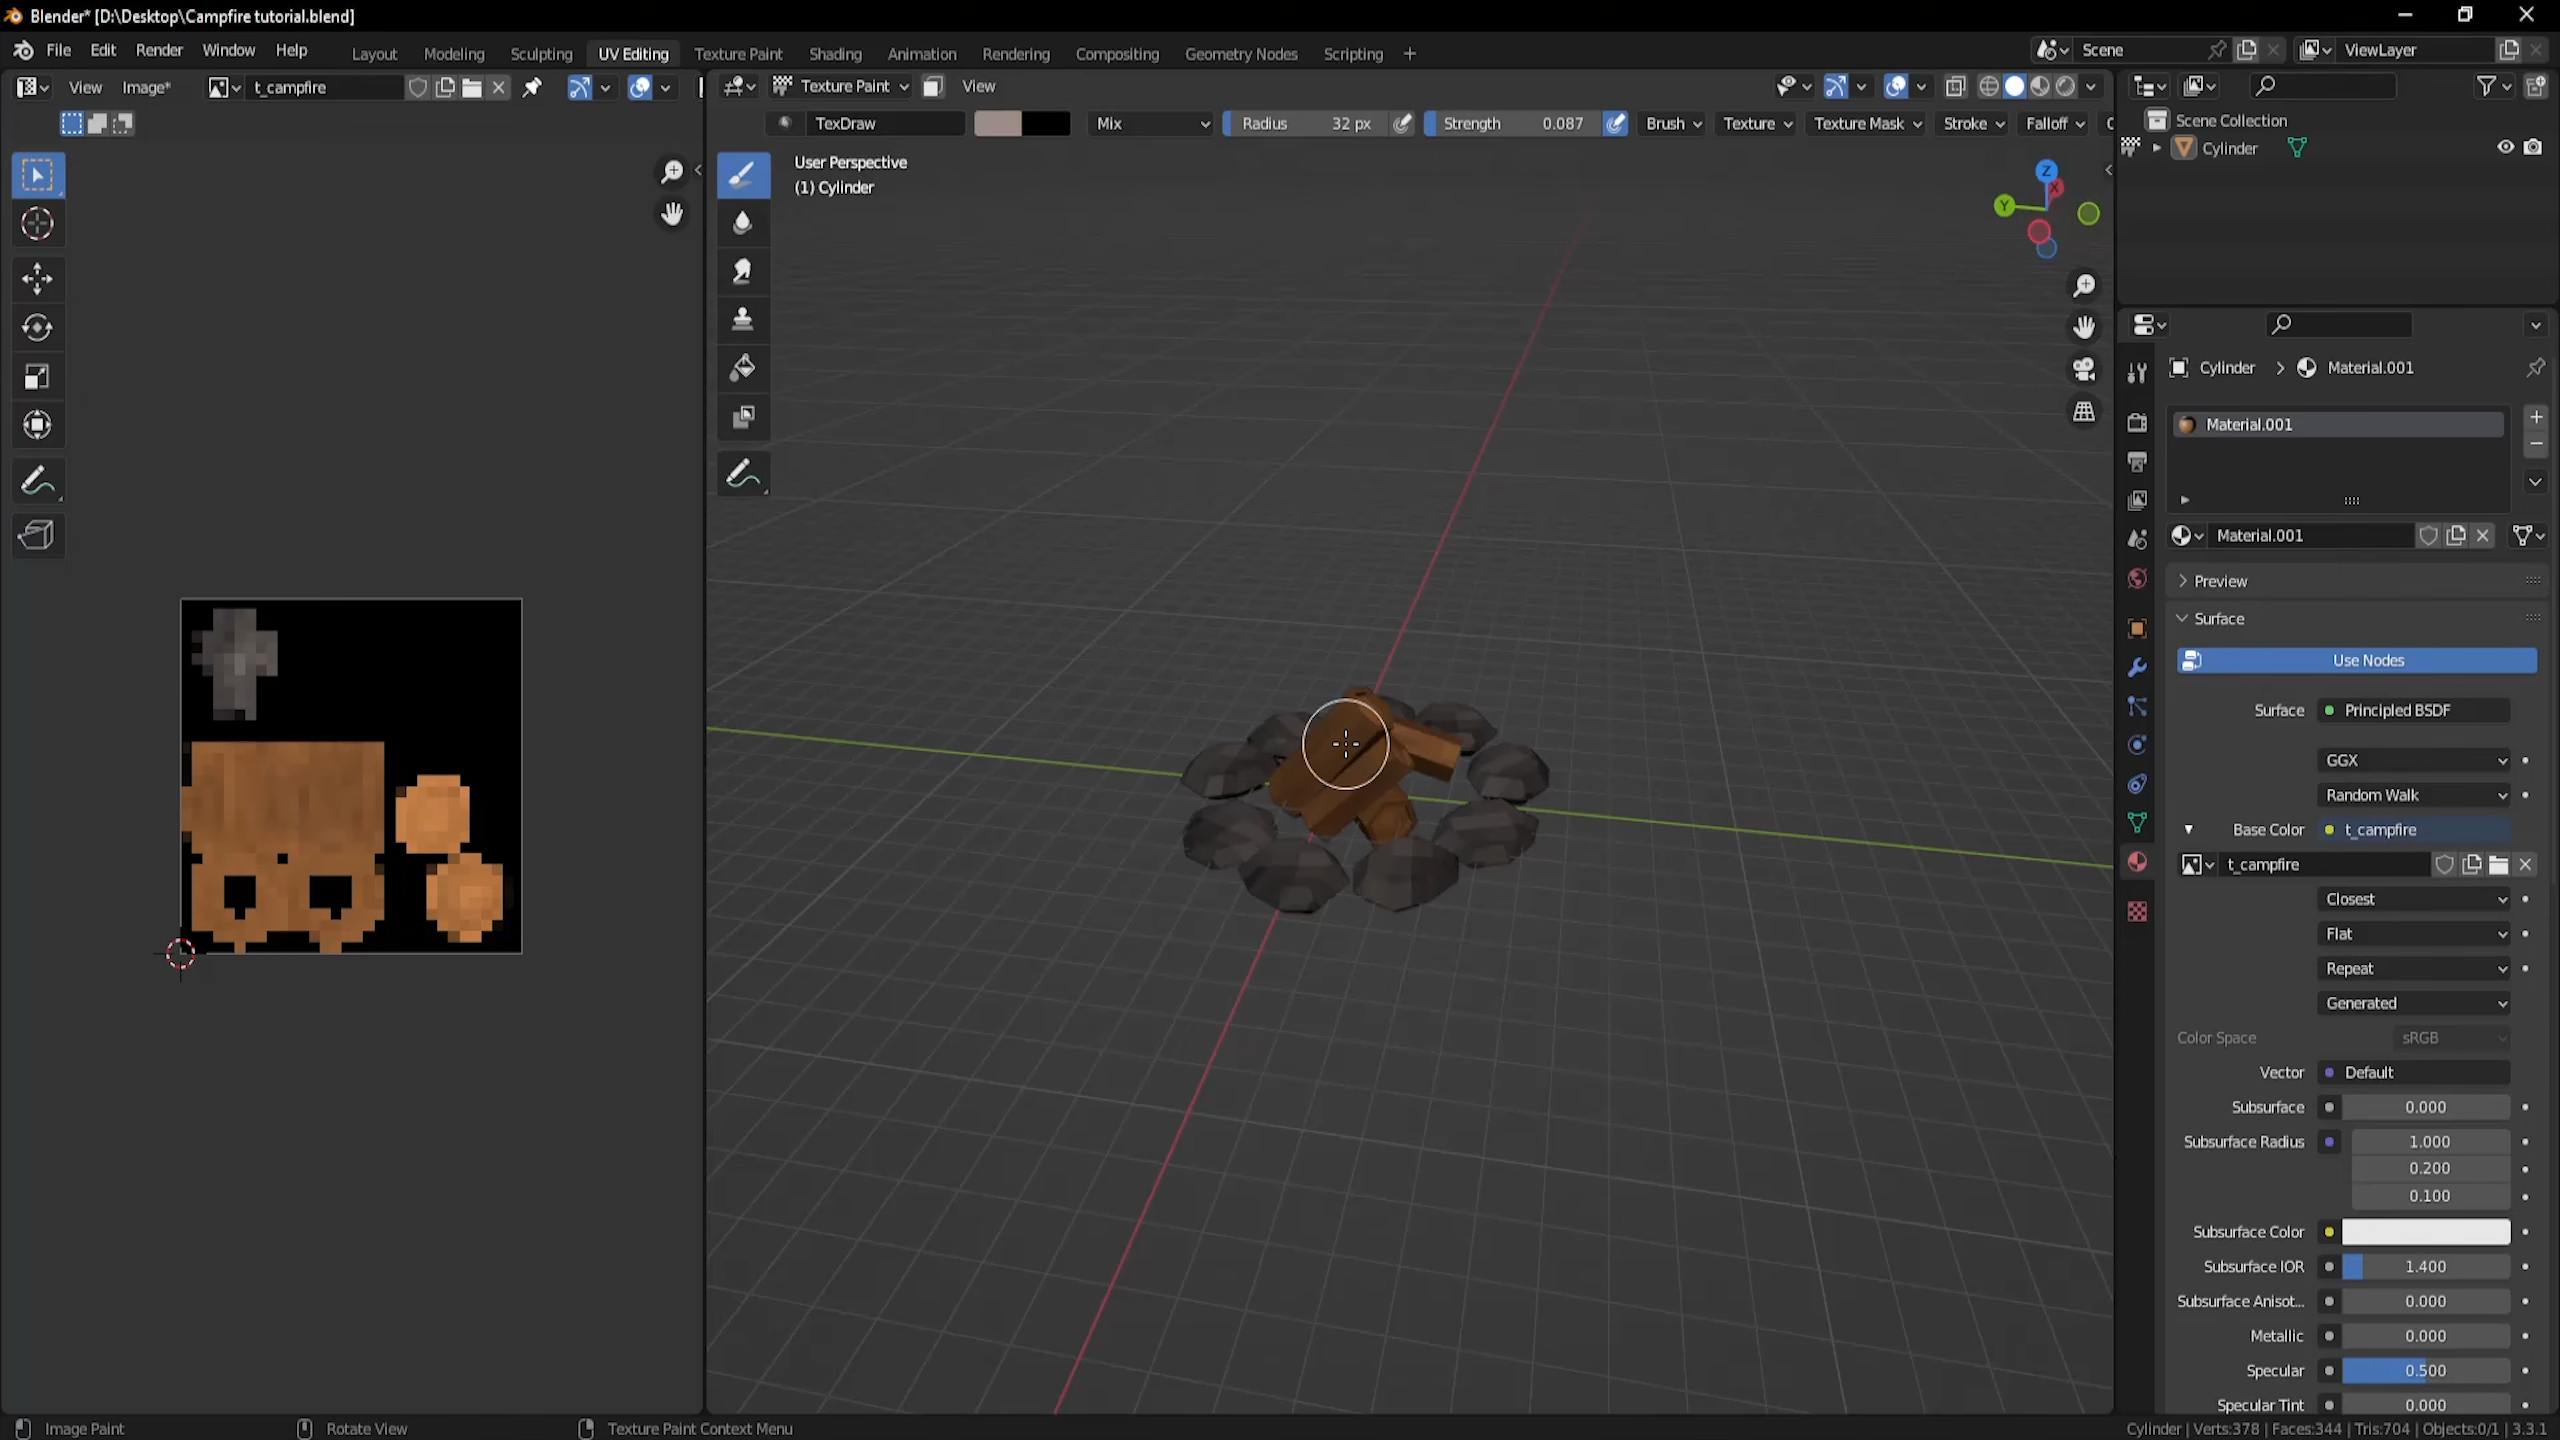 Blender* [D:\Desktop\Campfire tutorial.blend]
File Edit Render Window Help Layout Modeling Sculpting UV Editing Texture Paint Shading Animation Rendering Compositing Geometry Nodes Scripting + Scene ViewLayer
View Image* t_campfire Texture Paint View
TexDraw Mix Radius 32 px Strength 0.087 Brush Texture Texture Mask Stroke Falloff
User Perspective
(1) Cylinder
Z
X
Y
Scene Collection
Cylinder
Cylinder > Material.001
Material.001
Material.001
Preview
Surface
Use Nodes
Surface Principled BSDF
GGX
Random Walk
Base Color t_campfire
t_campfire
Closest
Flat
Repeat
Generated
Color Space sRGB
Vector Default
Subsurface 0.000
Subsurface Radius 1.000
0.200
0.100
Subsurface Color
Subsurface IOR 1.400
Subsurface Anisot... 0.000
Metallic 0.000
Specular 0.500
Specular Tint 0.000
Image Paint Rotate View Texture Paint Context Menu Cylinder | Verts:378 | Faces:344 | Tris:704 | Objects:0/1 | 3.3.1